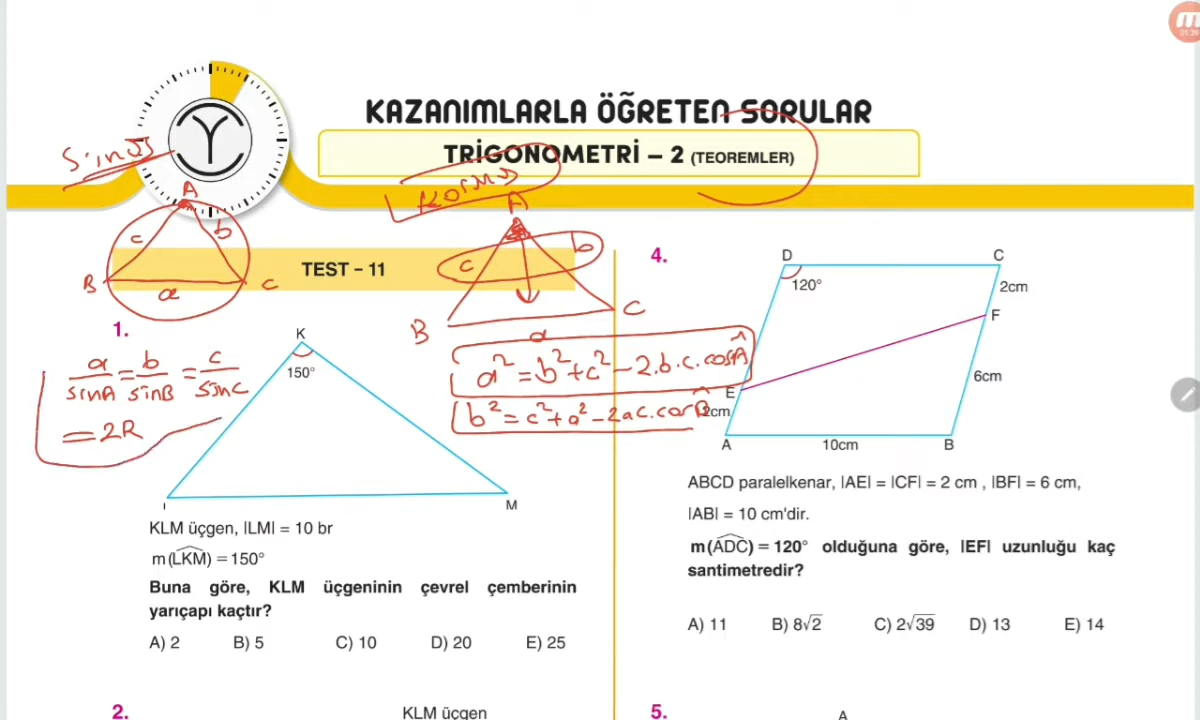 KAZANIMLARLA ÖĞRETEN SORULAR
TRİGONOMETRİ – 2 (TEOREMLER)
Sinüs
Kosinüs
A
c
b
B
a
C
A
c
b
B
a
C
TEST – 11
1.
a/sinA = b/sinB = c/sinC
= 2R
a² = b² + c² – 2.b.c.cosÂ
b² = c² + a² – 2ac.cosB̂
K
150°
L
M
KLM üçgen, |LM| = 10 br
m(LKM) = 150°
Buna göre, KLM üçgeninin çevrel çemberinin
yarıçapı kaçtır?
A) 2 B) 5 C) 10 D) 20 E) 25
2.
KLM üçgen
4.
D
C
120°
2cm
F
6cm
E
2cm
A
10cm
B
ABCD paralelkenar, |AE| = |CF| = 2 cm , |BF| = 6 cm,
|AB| = 10 cm'dir.
m(ADC) = 120° olduğuna göre, |EF| uzunluğu kaç
santimetredir?
A) 11 B) 8√2 C) 2√39 D) 13 E) 14
5.
A
01:26